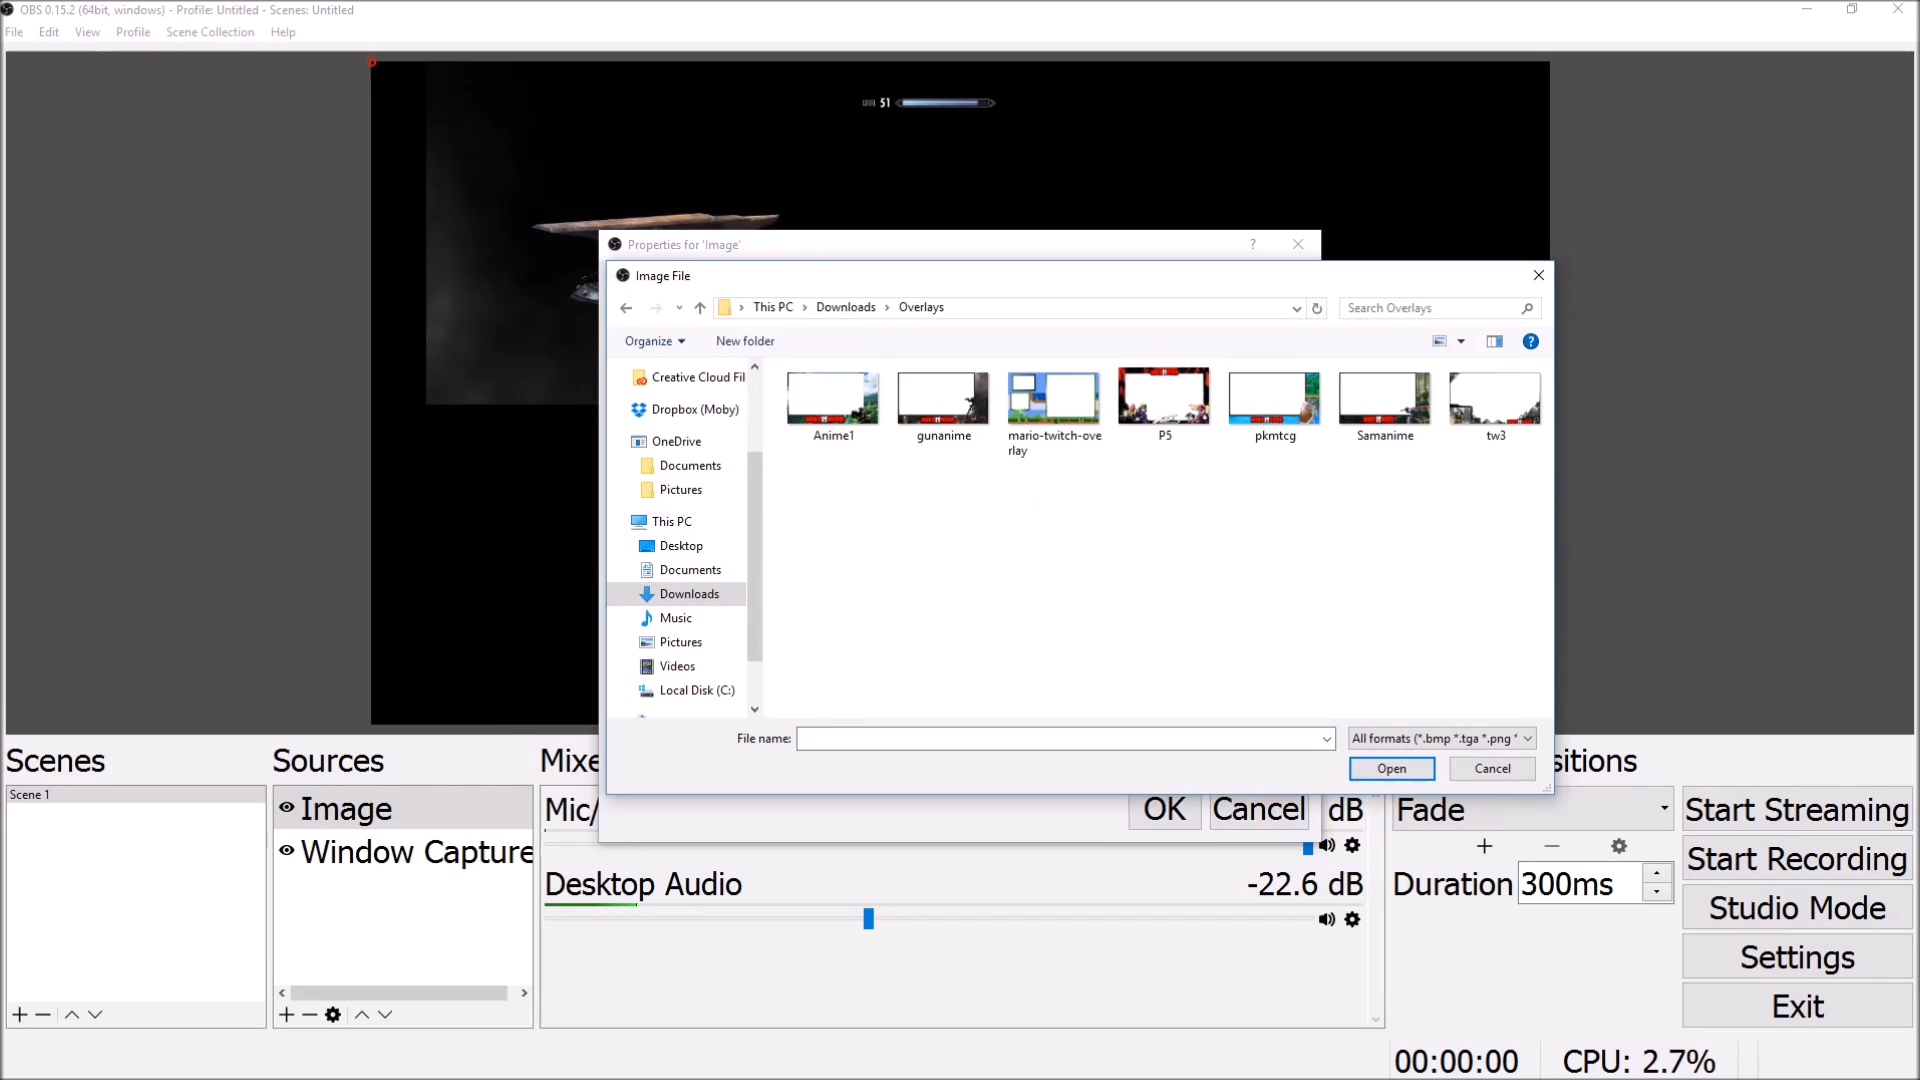 OBS 0.15.2 (64bit, windows) - Profile: Untitled - Scenes: Untitled
File Edit View Profile Scene Collection Help
LEVEL 51
Properties for 'Image' ?
Image File
This PC Downloads Overlays Search Overlays
Organize New folder ?
Creative Cloud Fil
Dropbox (Moby)
OneDrive
Documents
Pictures
This PC
Desktop
Documents
Downloads
Music
Pictures
Videos
Local Disk (C:)
Anime1
gunanime
mario-twitch-ove
rlay
P5
pkmtcg
Samanime
tw3
File name: All formats (*.bmp *.tga *.png *
Open Cancel
OK Cancel
Scenes
Scene 1
Sources
Image
Window Capture
Mixe
Mic/ dB
Desktop Audio -22.6 dB
sitions
Fade
Duration 300ms
Start Streaming
Start Recording
Studio Mode
Settings
Exit
00:00:00 CPU: 2.7%